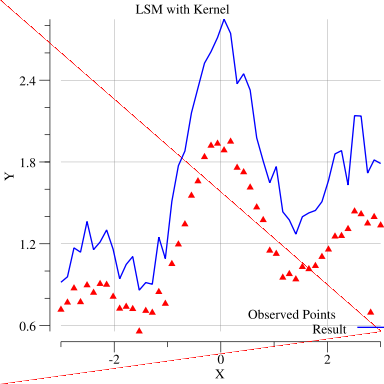 LSM with Kernel
2.4
1.8
1.2
0.6
Y
Observed Points
Result
-2
0
2
X